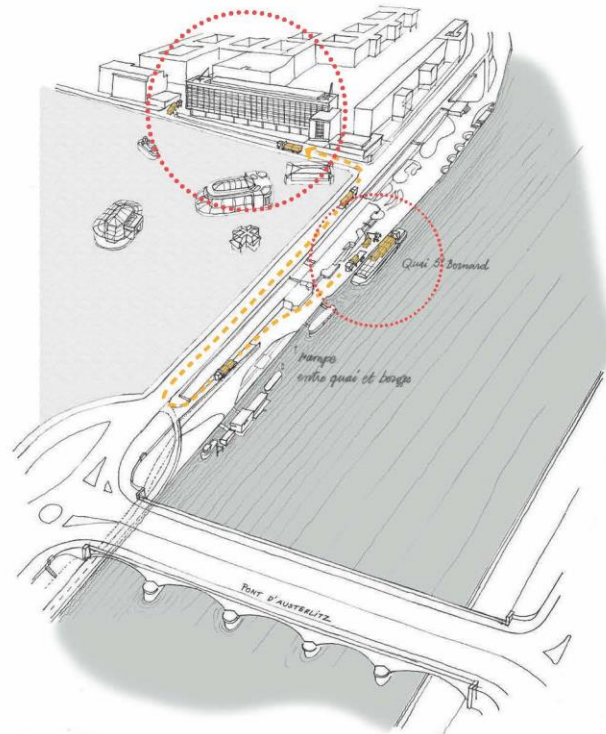 Quai St Bernard
rampe
entre quai et berge
PONT D'AUSTERLITZ